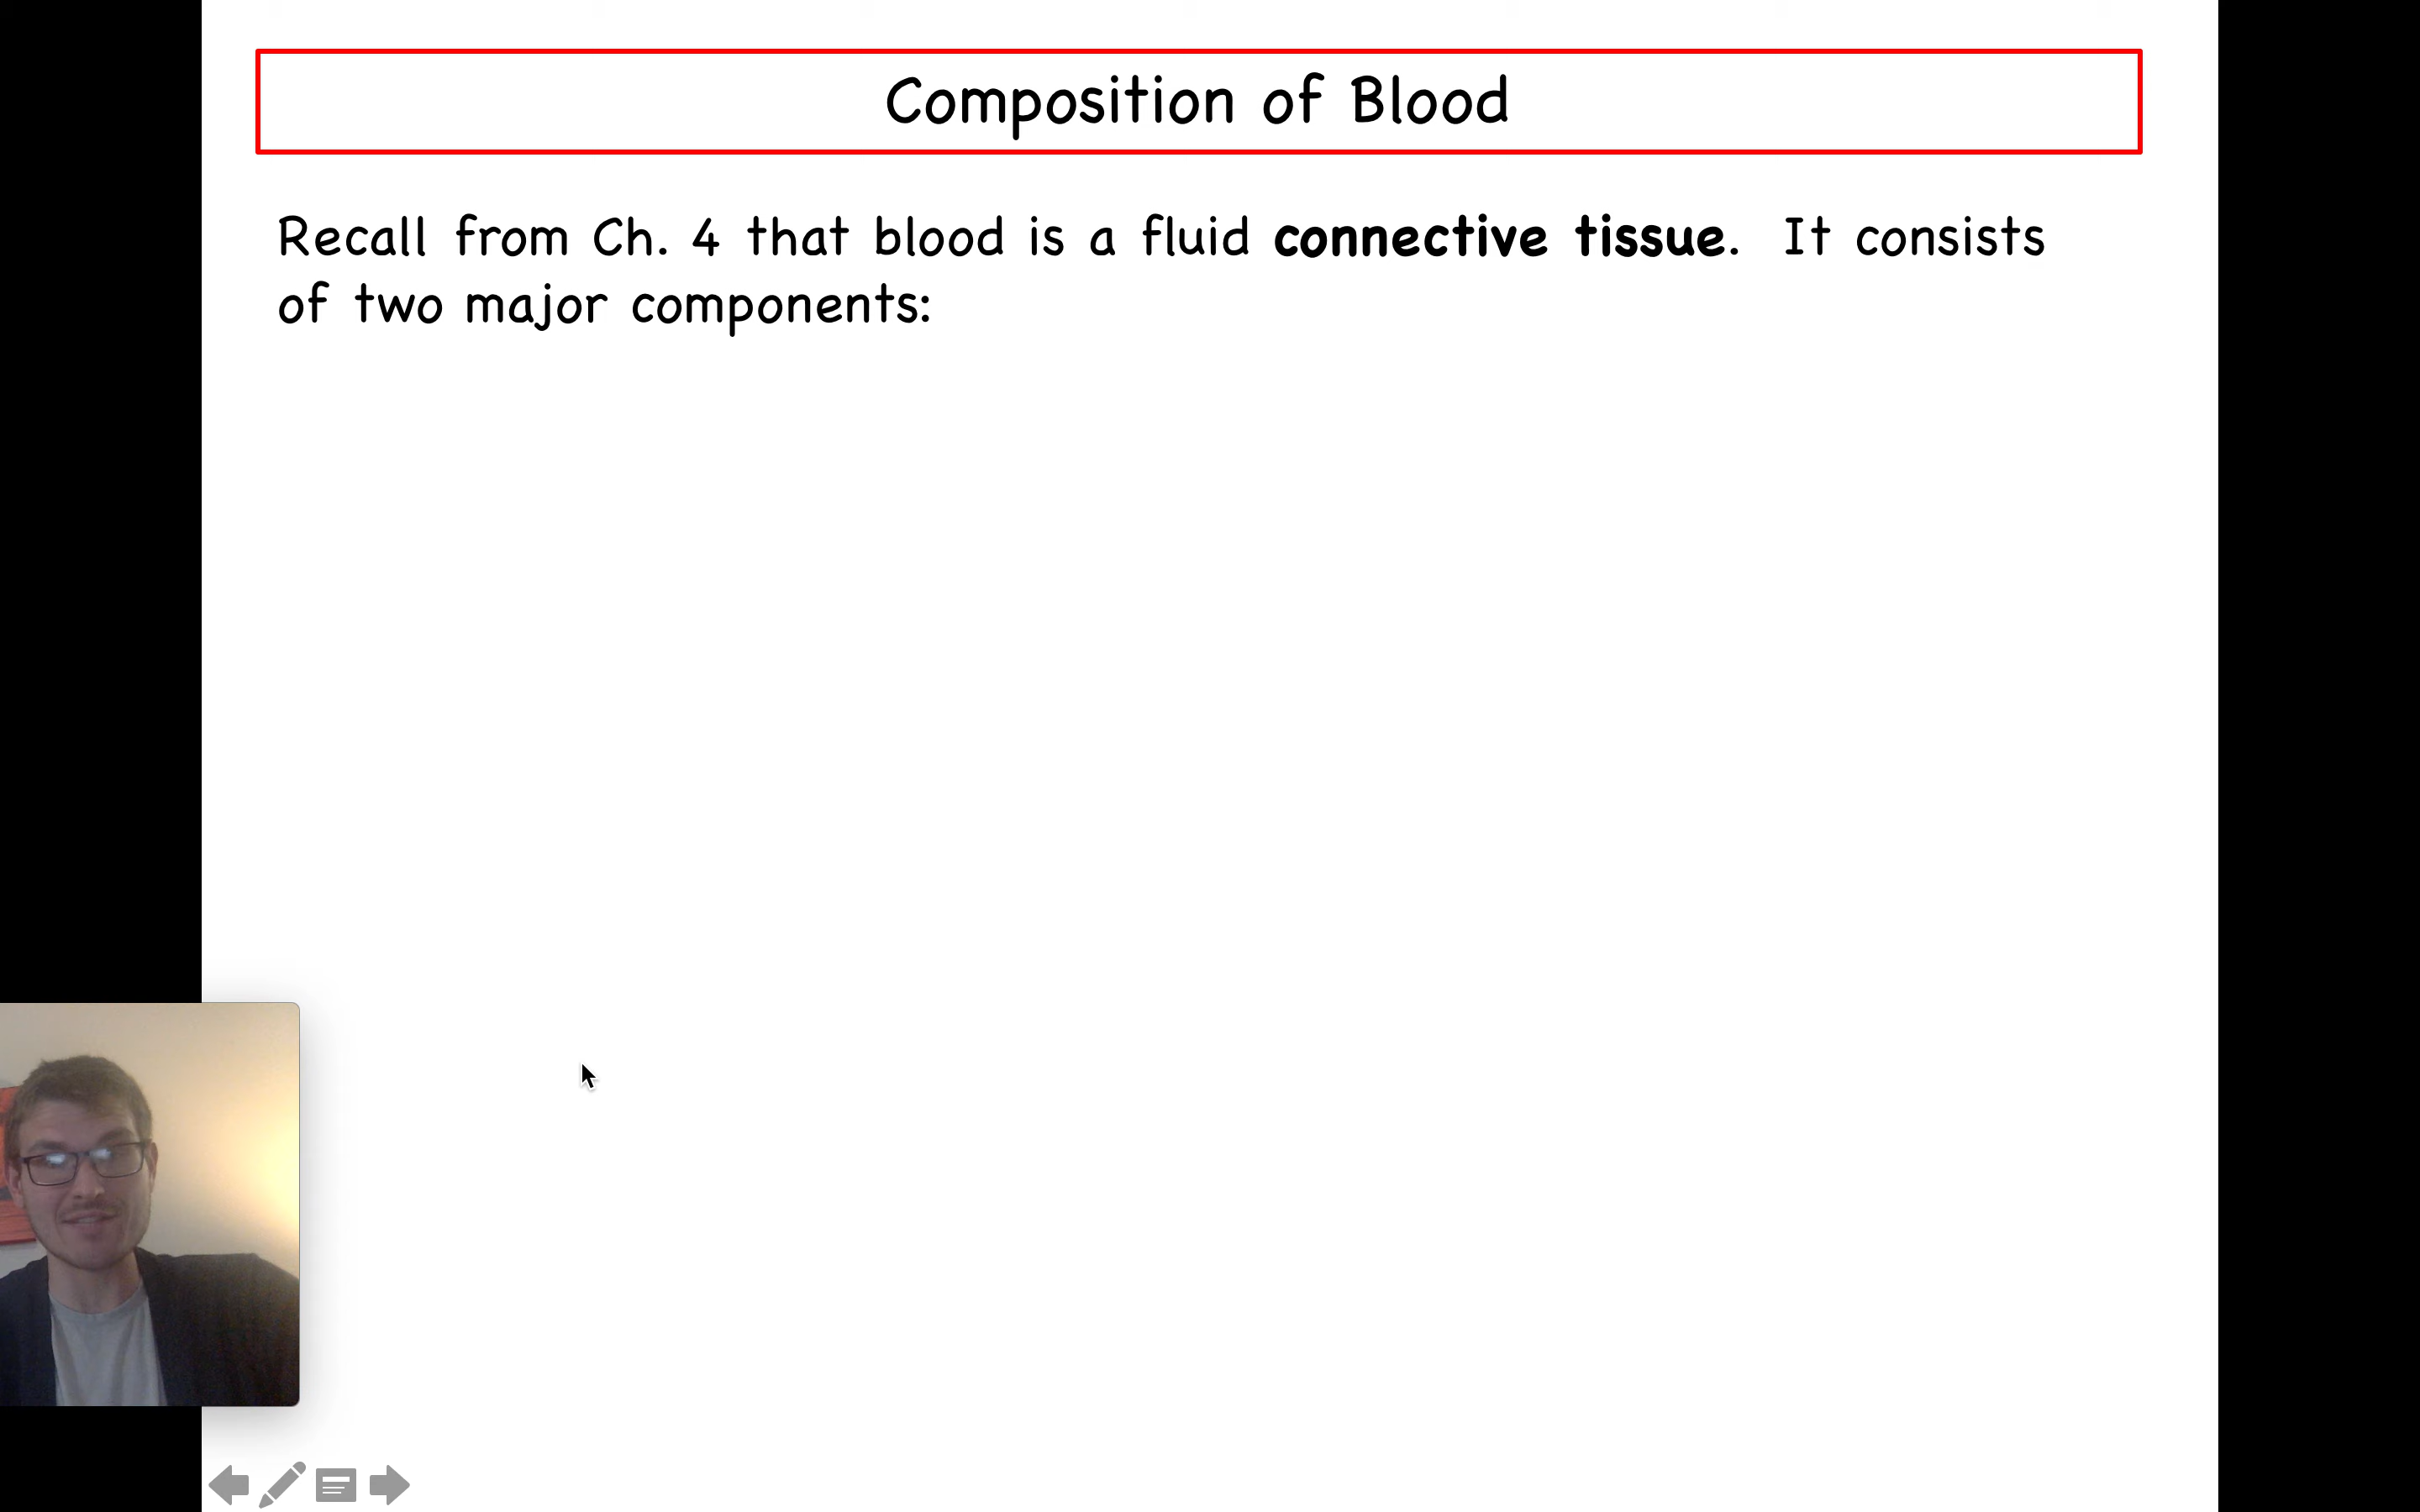 Composition of Blood
Recall from Ch. 4 that blood is a fluid connective tissue.  It consists
of two major components: